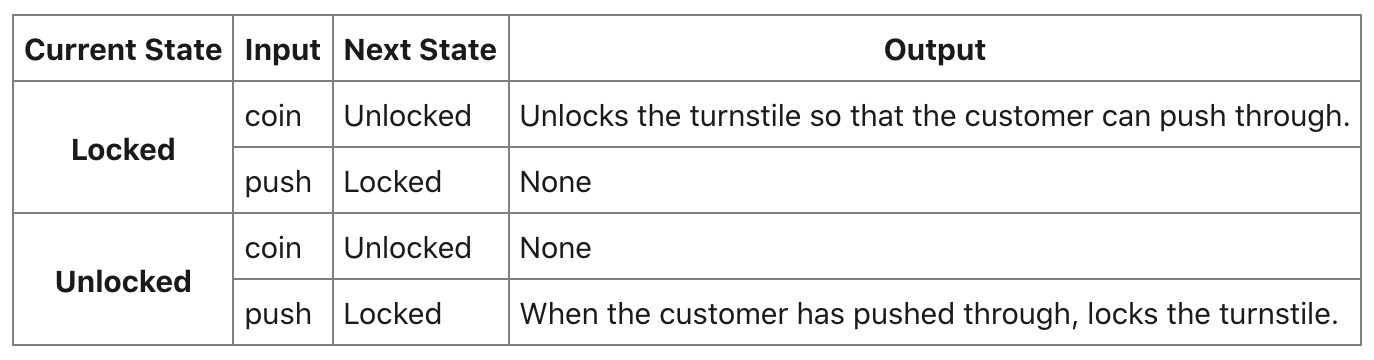 Current State Input Next State Output
Locked coin Unlocked Unlocks the turnstile so that the customer can push through.
push Locked None
Unlocked coin Unlocked None
push Locked When the customer has pushed through, locks the turnstile.